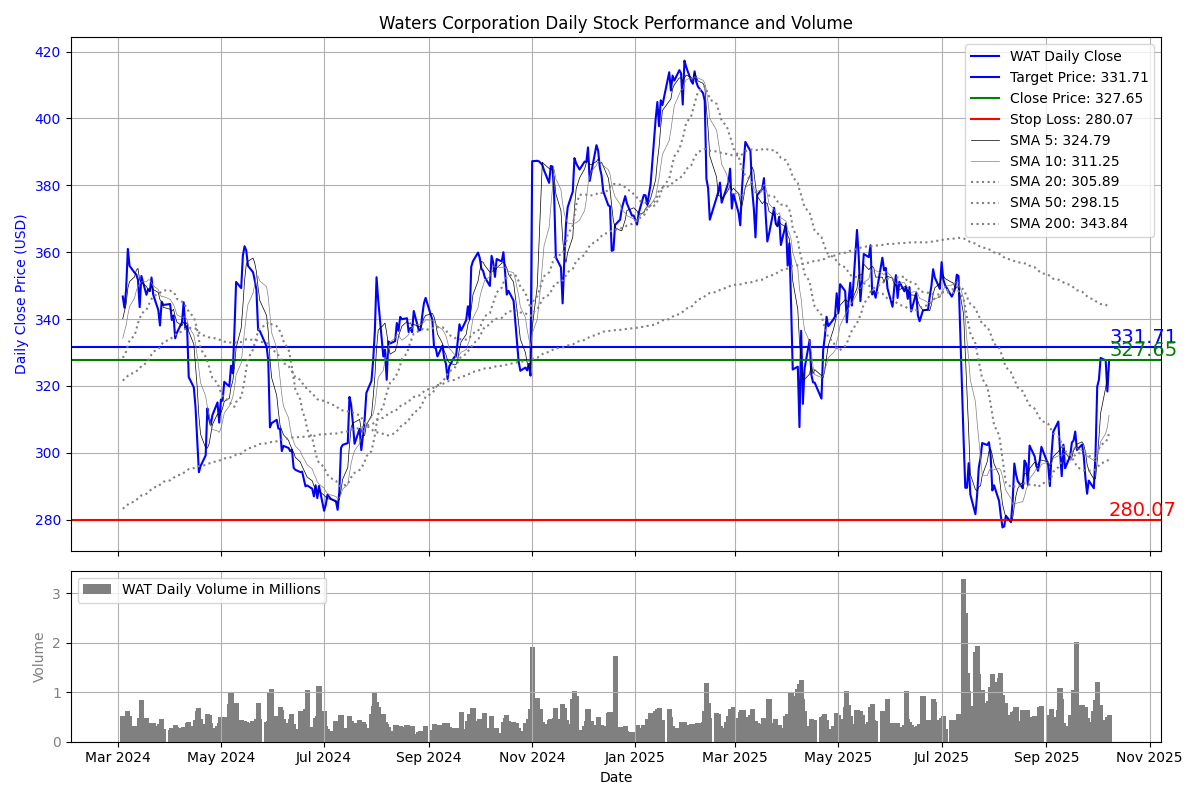 Waters Corporation Daily Stock Performance and Volume
Daily Close Price (USD)
420
400
380
360
340
320
300
280
WAT Daily Close
Target Price: 331.71
Close Price: 327.65
Stop Loss: 280.07
SMA 5: 324.79
SMA 10: 311.25
SMA 20: 305.89
SMA 50: 298.15
SMA 200: 343.84
331.71
327.65
280.07
Volume
3
2
1
0
WAT Daily Volume in Millions
Mar 2024 May 2024 Jul 2024 Sep 2024 Nov 2024 Jan 2025 Mar 2025 May 2025 Jul 2025 Sep 2025 Nov 2025
Date